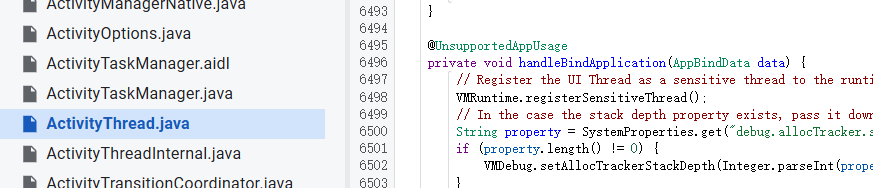 ActivityManagerNative.java
ActivityOptions.java
ActivityTaskManager.aidl
ActivityTaskManager.java
ActivityThread.java
ActivityThreadInternal.java
ActivityTransitionCoordinator.java
6493 }
6494
6495 @UnsupportedAppUsage
6496 private void handleBindApplication(AppBindData data) {
6497 // Register the UI Thread as a sensitive thread to the runti
6498 VMRuntime.registerSensitiveThread();
6499 // In the case the stack depth property exists, pass it down
6500 String property = SystemProperties.get("debug.allocTracker.s
6501 if (property.length() != 0) {
6502 VMDebug.setAllocTrackerStackDepth(Integer.parseInt(prope
6503 }